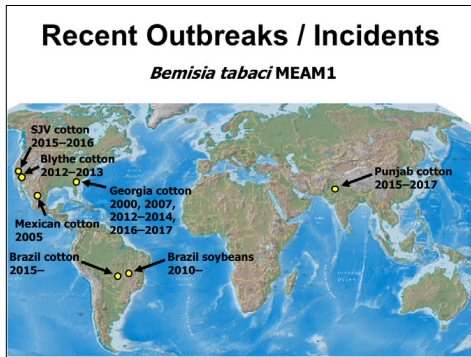 Recent Outbreaks / Incidents
Bemisia tabaci MEAM1
SJV cotton
2015–2016
Blythe cotton
2012–2013
Georgia cotton
2000, 2007,
2012–2014,
2016–2017
Mexican cotton
2005
Punjab cotton
2015–2017
Brazil cotton
2015–
Brazil soybeans
2010–